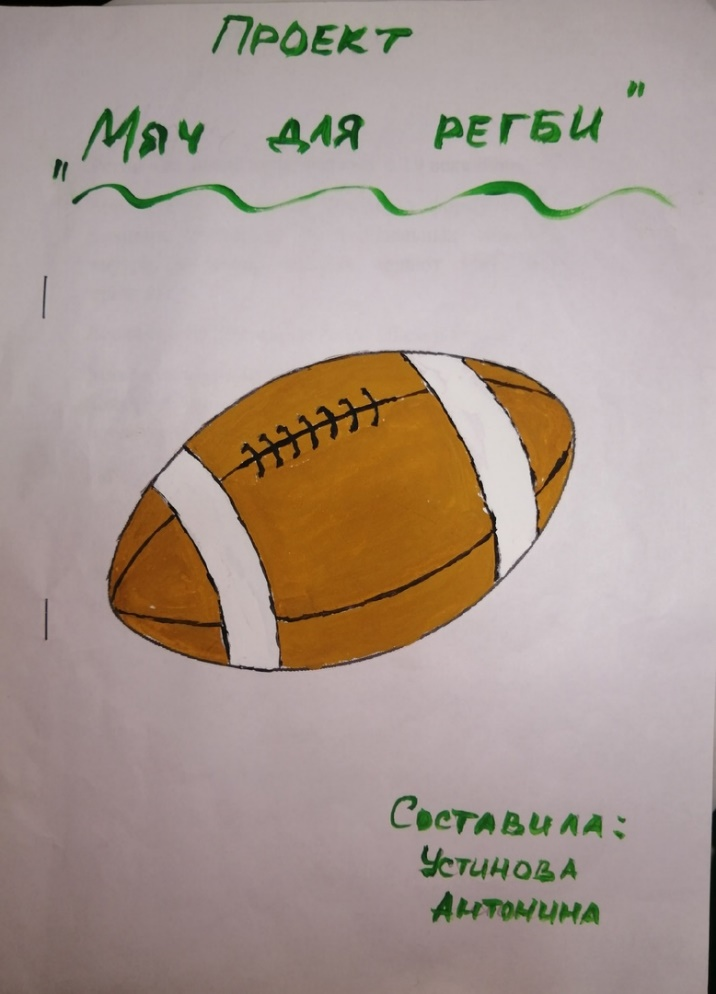 Проект
"Мяч для регби"
Составила:
Устинова
Антонина